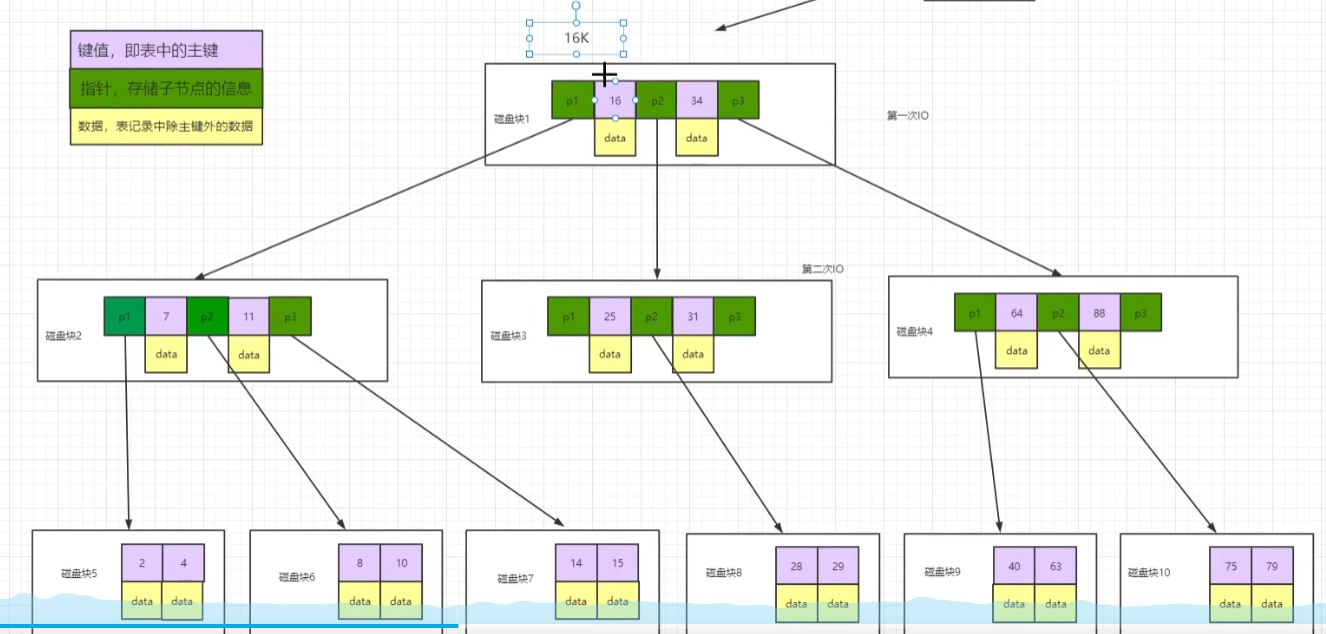 16K
键值，即表中的主键
指针，存储子节点的信息
数据，表记录中除主键外的数据
磁盘块1
p1 16 p2 34 p3
data data
第一次IO
第二次IO
磁盘块2
p1 7 p2 11 p3
data data
磁盘块3
p1 25 p2 31 p3
data data
磁盘块4
p1 64 p2 88 p3
data data
磁盘块5
2 4
data data
磁盘块6
8 10
data data
磁盘块7
14 15
data data
磁盘块8
28 29
data data
磁盘块9
40 63
data data
磁盘块10
75 79
data data